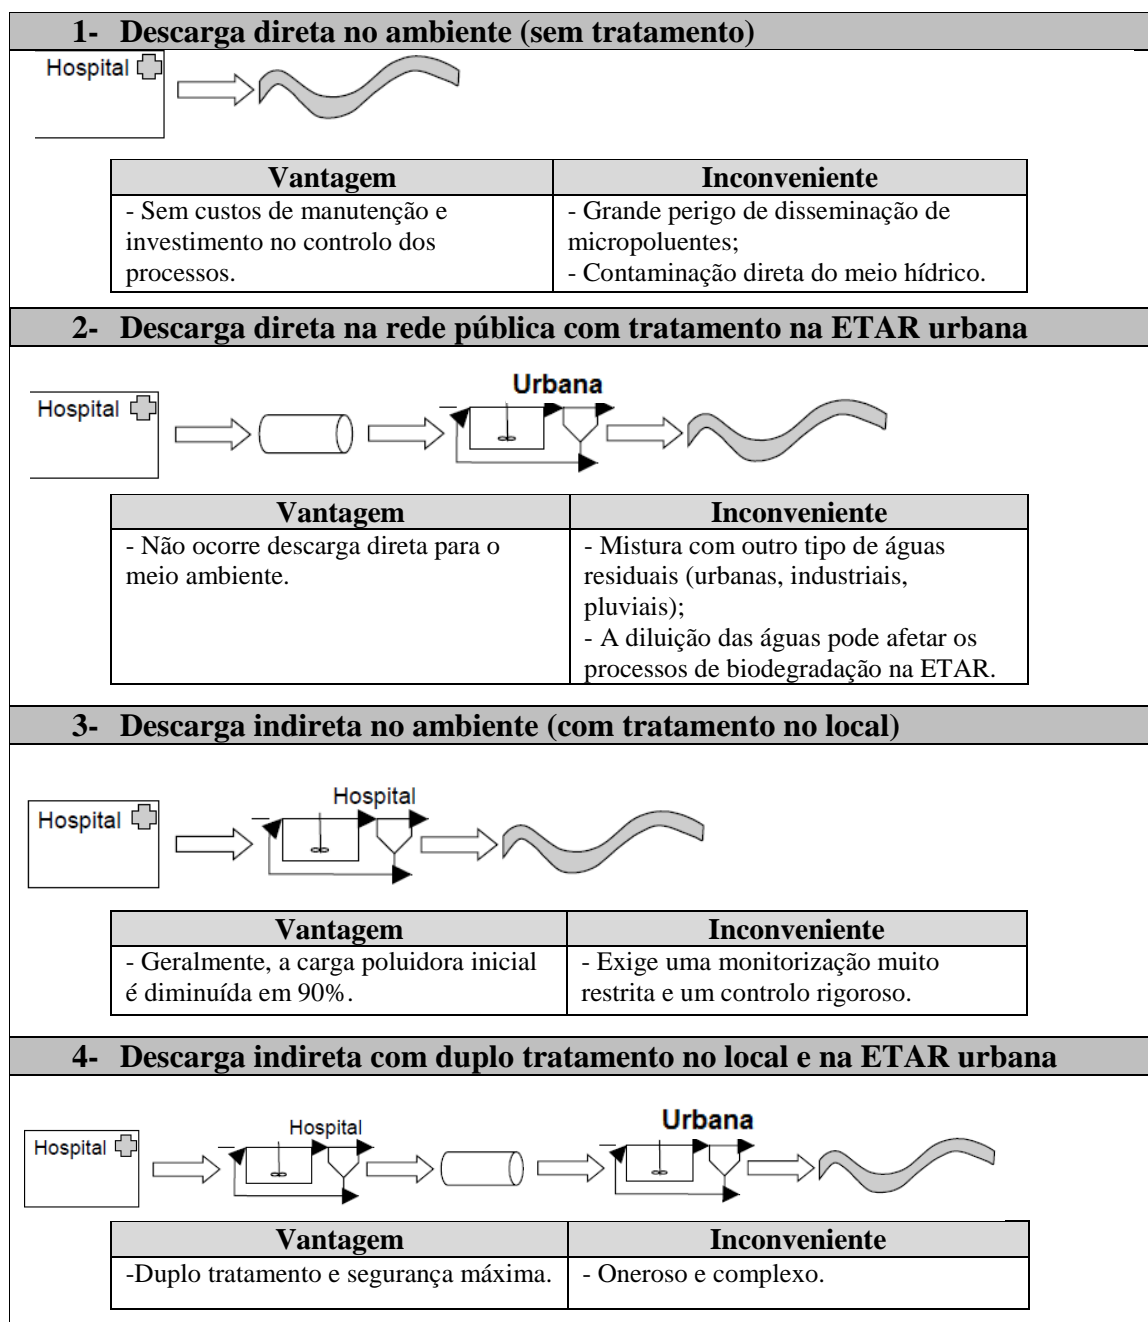 1- Descarga direta no ambiente (sem tratamento)
Hospital
Vantagem
Inconveniente
- Sem custos de manutenção e
investimento no controlo dos
processos.
- Grande perigo de disseminação de
micropoluentes;
- Contaminação direta do meio hídrico.
2- Descarga direta na rede pública com tratamento na ETAR urbana
Urbana
Hospital
Vantagem
Inconveniente
- Não ocorre descarga direta para o
meio ambiente.
- Mistura com outro tipo de águas
residuais (urbanas, industriais,
pluviais);
- A diluição das águas pode afetar os
processos de biodegradação na ETAR.
3- Descarga indireta no ambiente (com tratamento no local)
Hospital
Hospital
Vantagem
Inconveniente
- Geralmente, a carga poluidora inicial
é diminuída em 90%.
- Exige uma monitorização muito
restrita e um controlo rigoroso.
4- Descarga indireta com duplo tratamento no local e na ETAR urbana
Hospital
Hospital
Urbana
Vantagem
Inconveniente
-Duplo tratamento e segurança máxima.
- Oneroso e complexo.